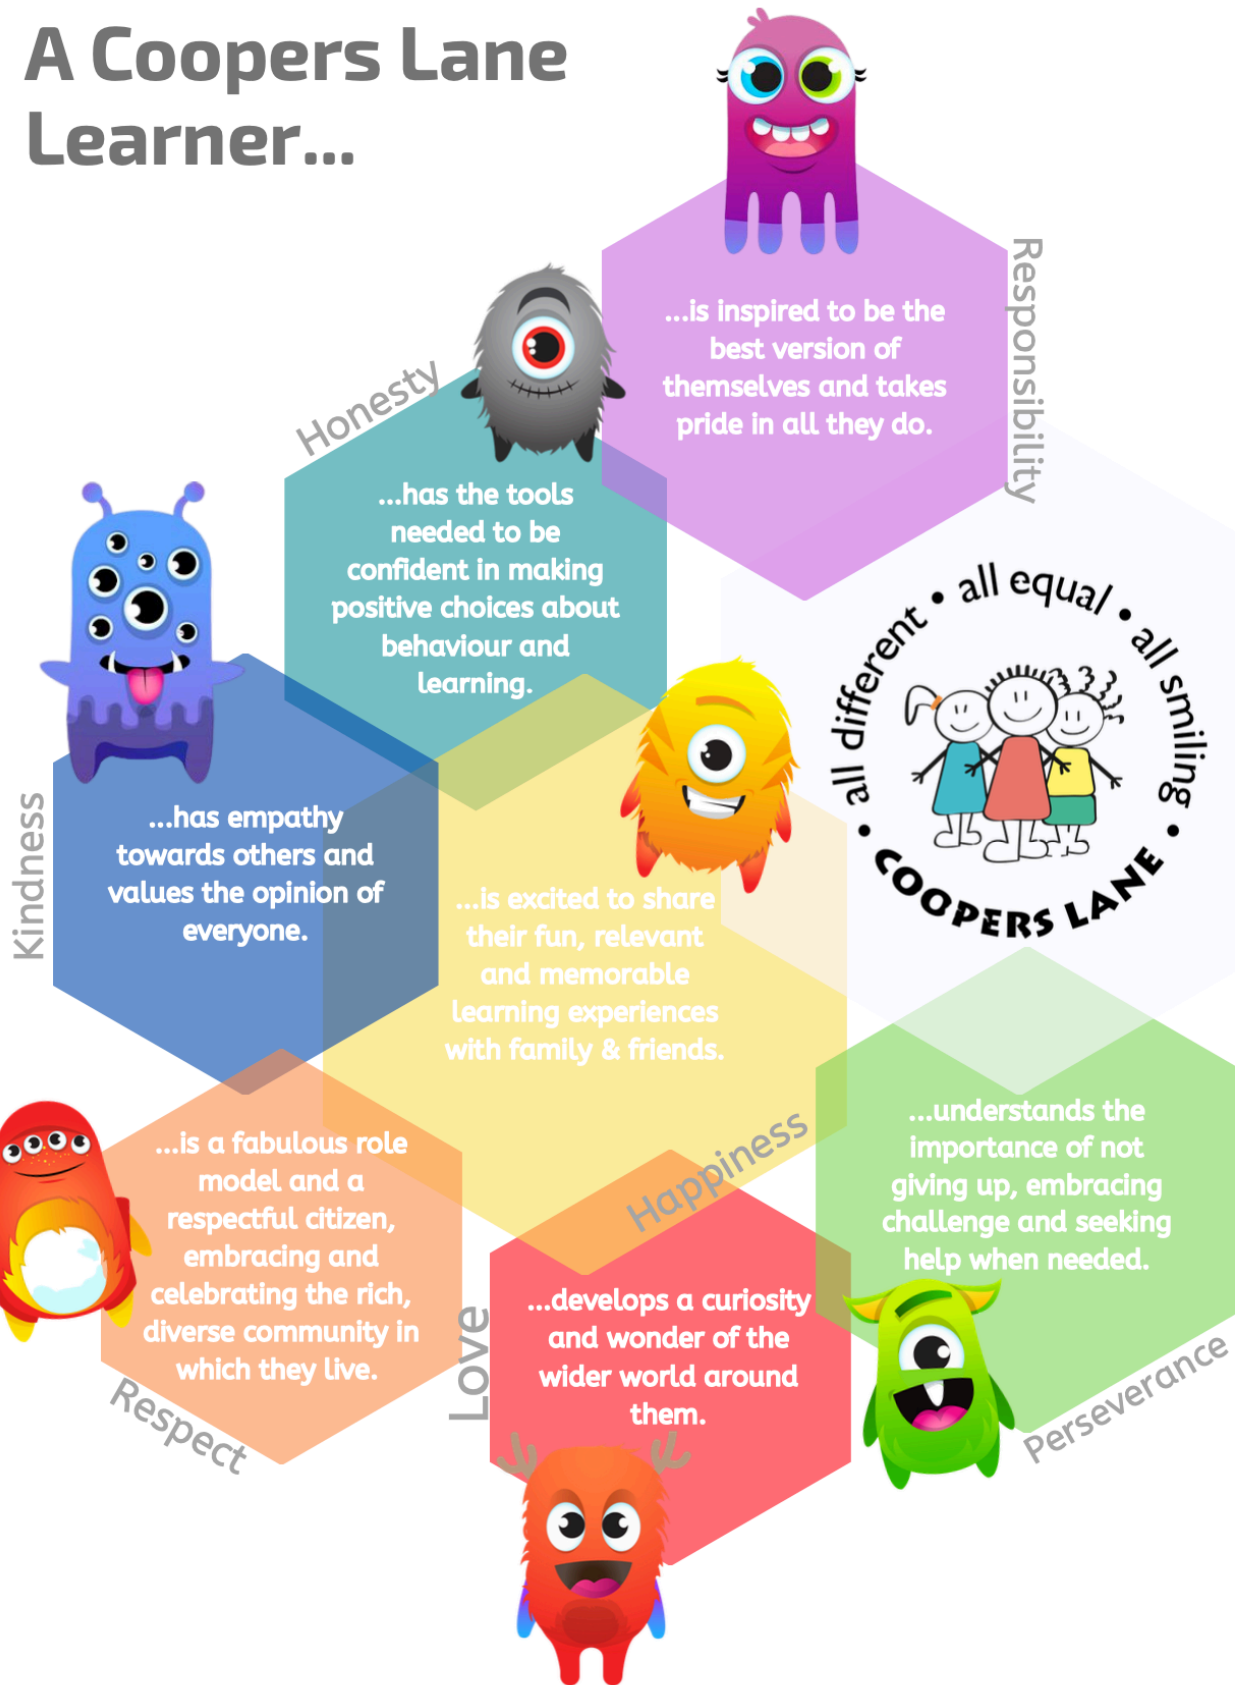 A Coopers Lane
Learner...
Responsibility
...is inspired to be the
best version of
themselves and takes
pride in all they do.
Honesty
...has the tools
needed to be
confident in making
positive choices about
behaviour and
learning.
• all different • all equal • all smiling •
COOPERS LANE
Kindness
...has empathy
towards others and
values the opinion of
everyone.
...is excited to share
their fun, relevant
and memorable
learning experiences
with family & friends.
Happiness
...understands the
importance of not
giving up, embracing
challenge and seeking
help when needed.
Perseverance
...is a fabulous role
model and a
respectful citizen,
embracing and
celebrating the rich,
diverse community in
which they live.
Respect
Love
...develops a curiosity
and wonder of the
wider world around
them.